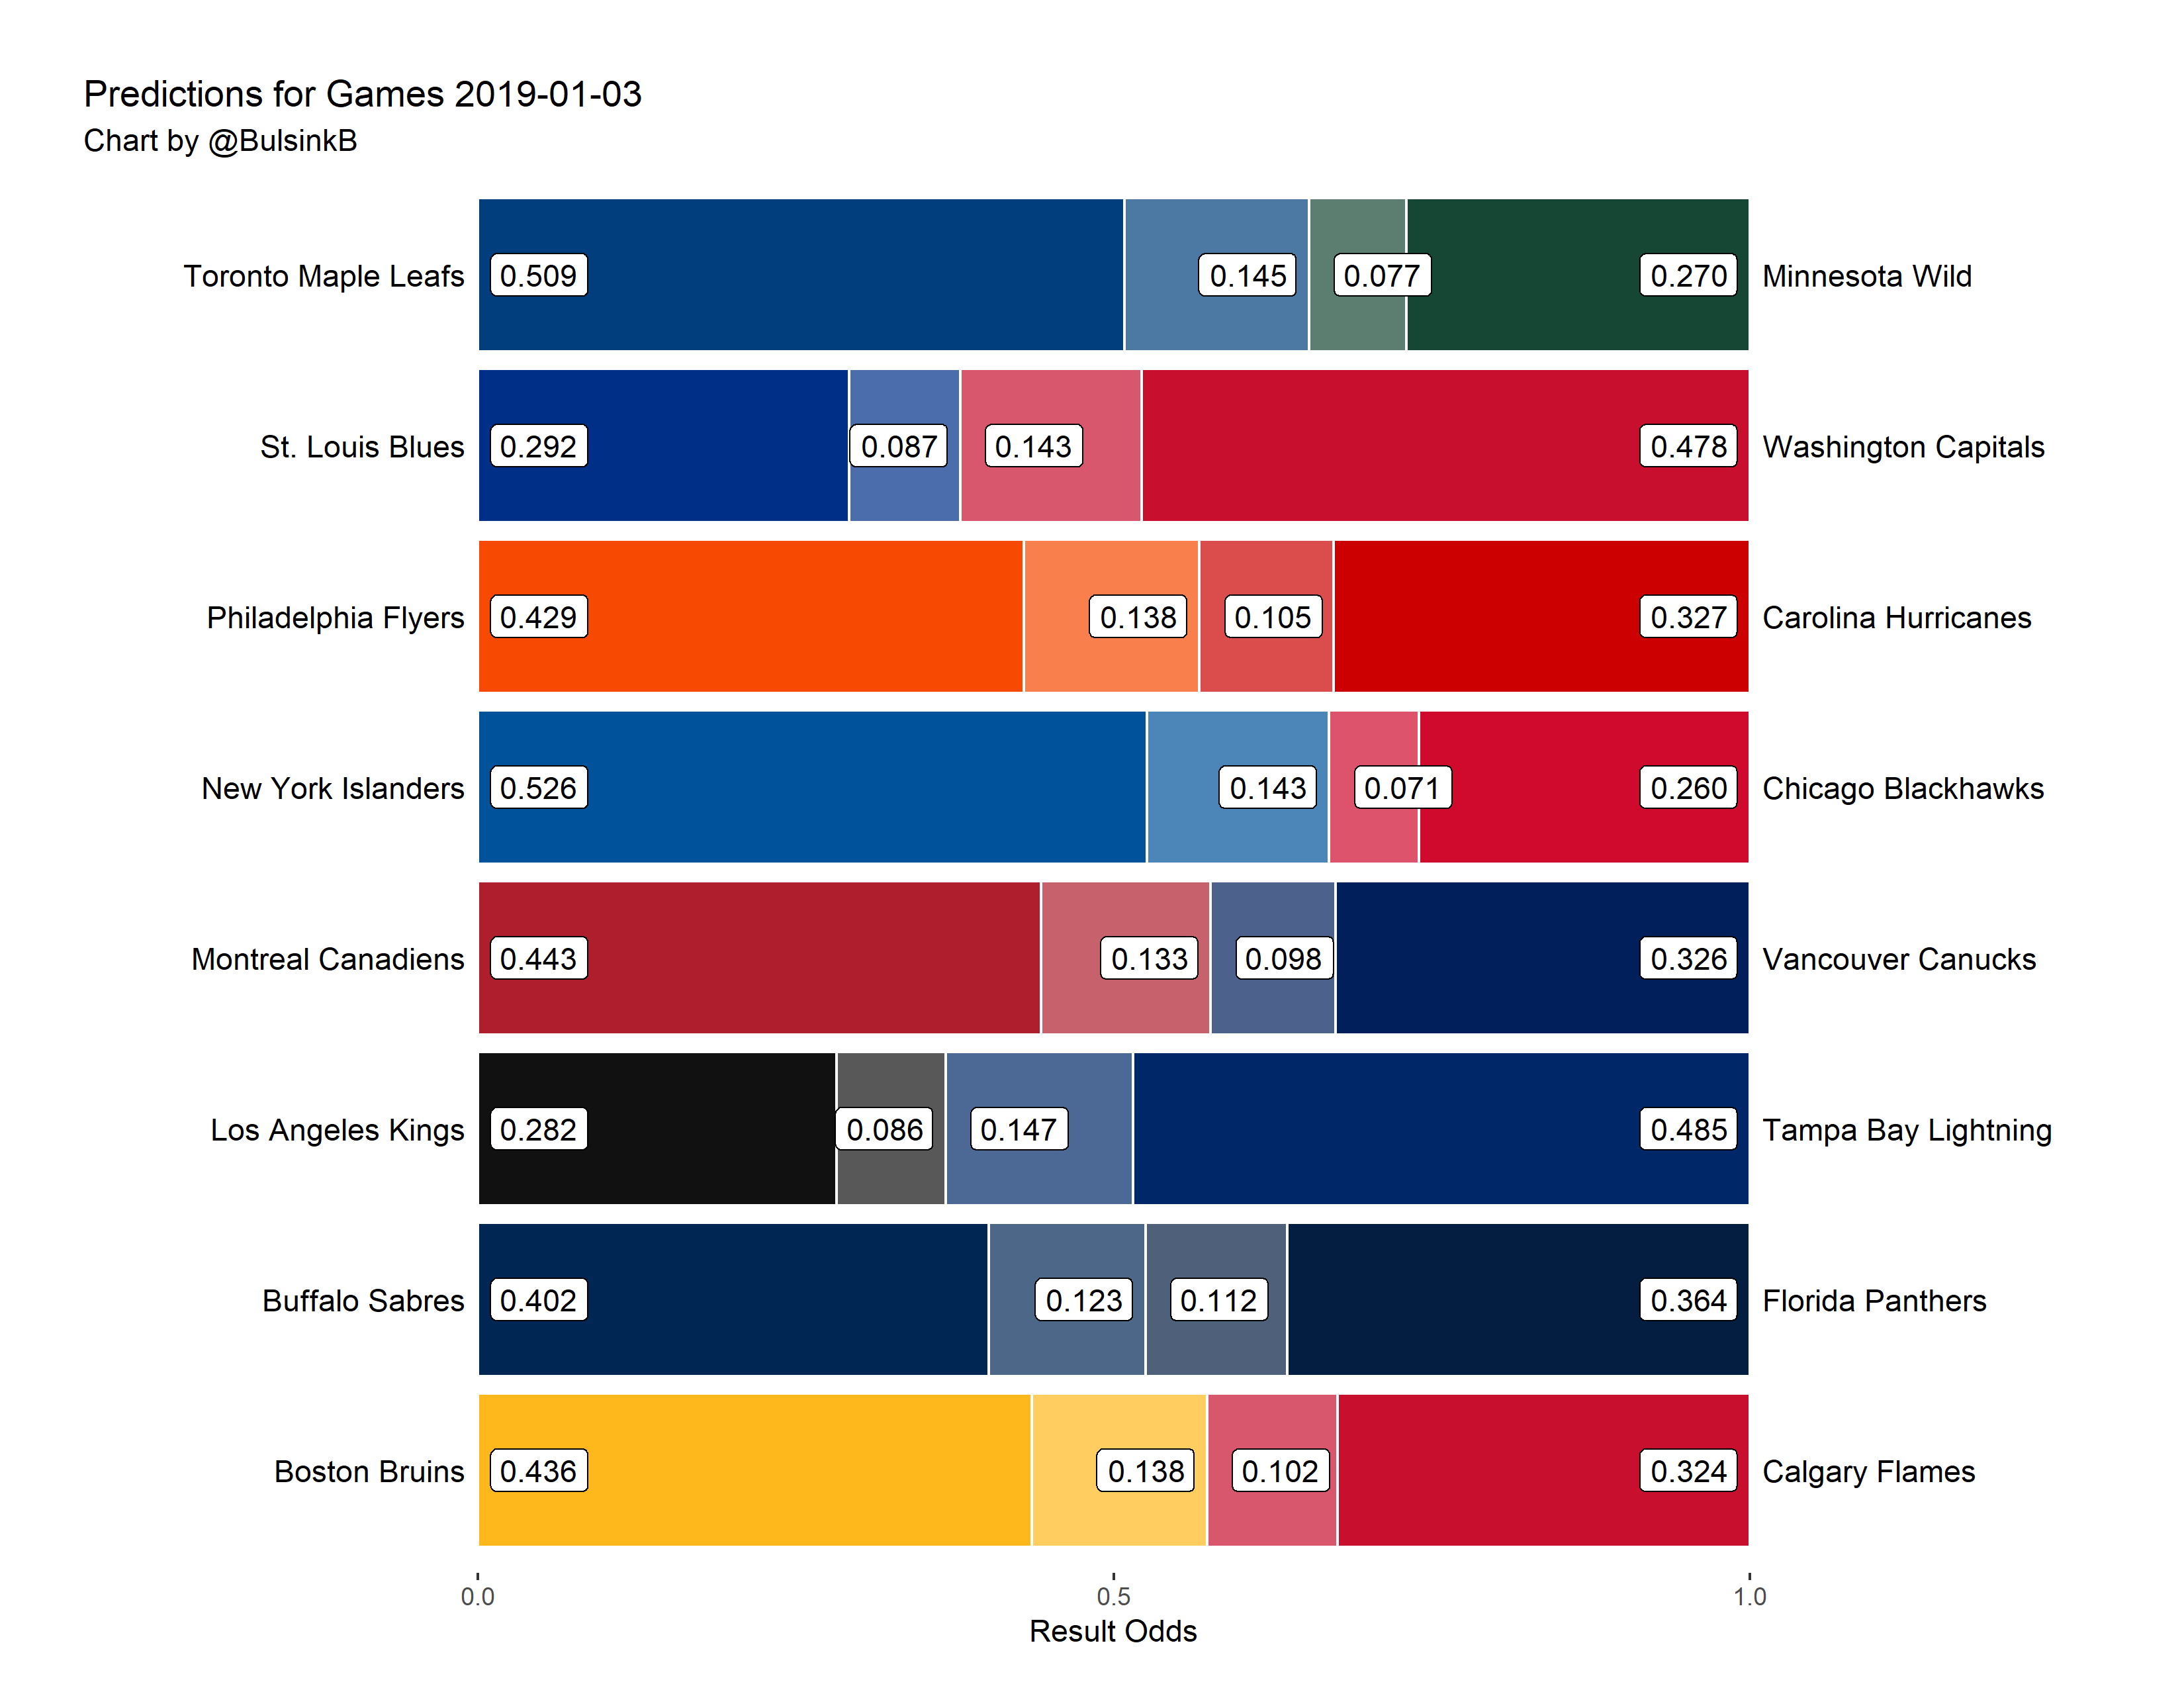 Predictions for Games 2019-01-03
Chart by @BulsinkB
Toronto Maple Leafs 0.509 0.145 0.077 0.270 Minnesota Wild
St. Louis Blues 0.292 0.087 0.143 0.478 Washington Capitals
Philadelphia Flyers 0.429 0.138 0.105 0.327 Carolina Hurricanes
New York Islanders 0.526 0.143 0.071 0.260 Chicago Blackhawks
Montreal Canadiens 0.443 0.133 0.098 0.326 Vancouver Canucks
Los Angeles Kings 0.282 0.086 0.147 0.485 Tampa Bay Lightning
Buffalo Sabres 0.402 0.123 0.112 0.364 Florida Panthers
Boston Bruins 0.436 0.138 0.102 0.324 Calgary Flames
0.0 0.5 1.0
Result Odds